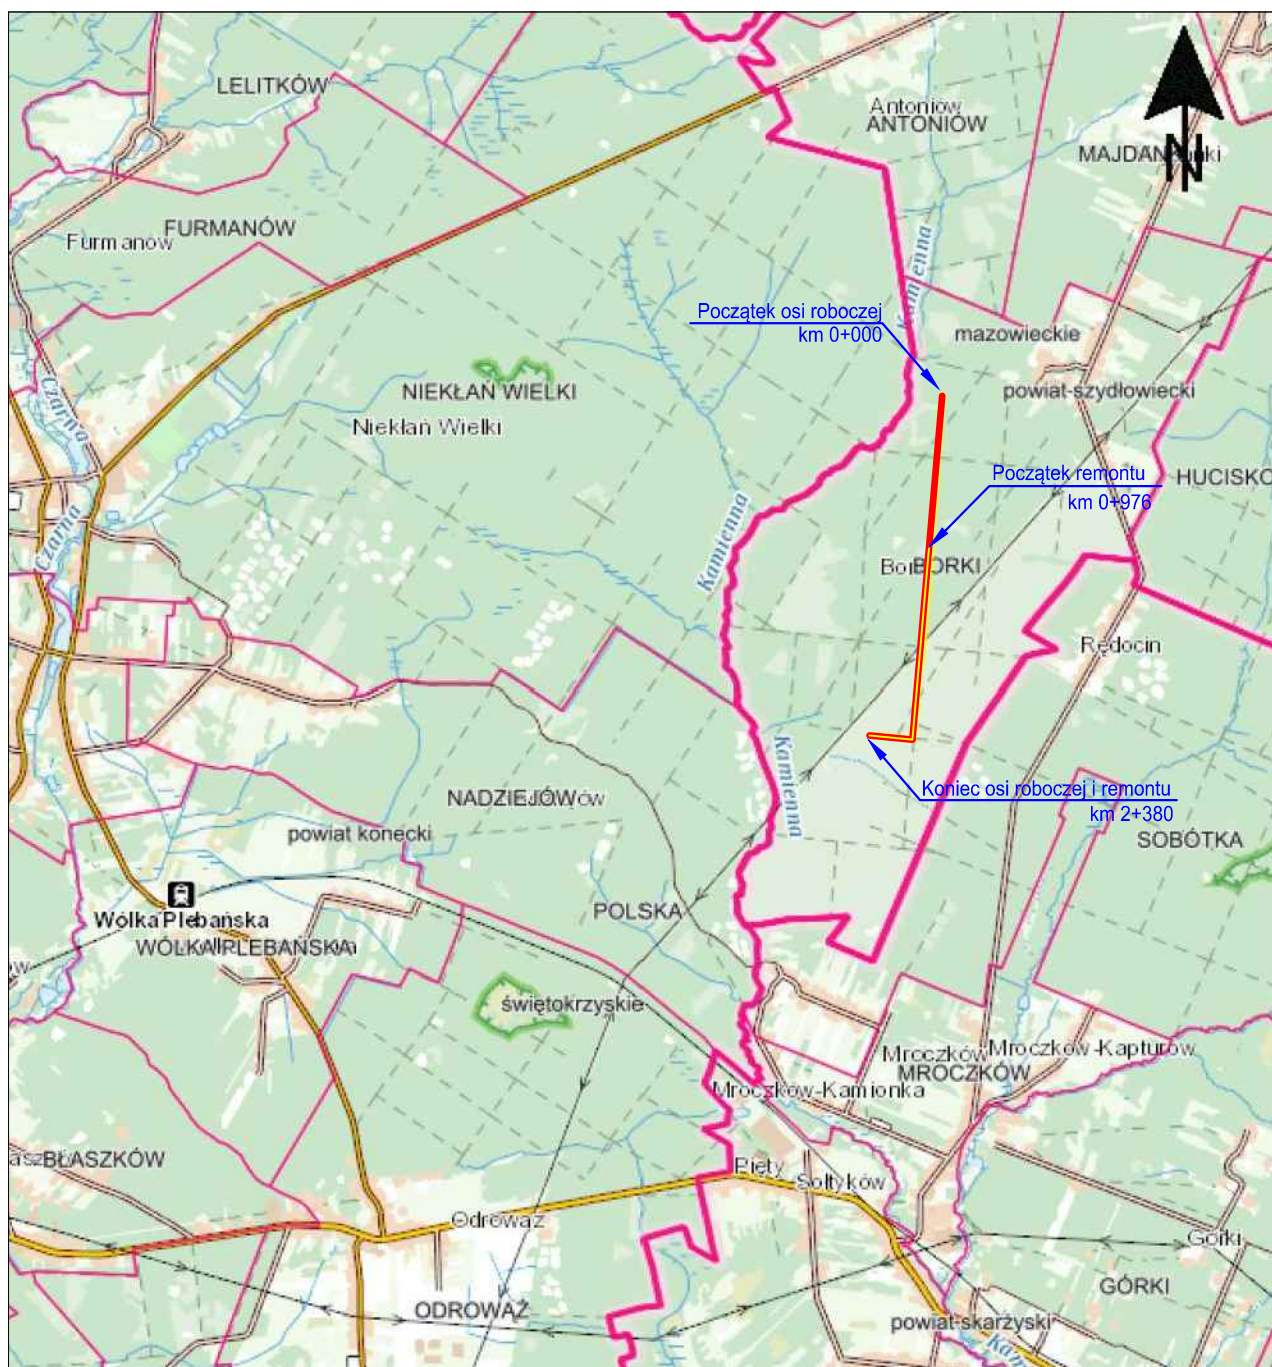 LELITKÓW
Antoniów
ANTONIÓW
MAJDAN
N
FURMANÓW
Furmanów
Kamienna
Początek osi roboczej
km 0+000
mazowieckie
powiat-szydłowiecki
NIEKŁAŃ WIELKI
Niekłań Wielki
Czarna
Początek remontu
km 0+976
HUCISKO
Czarna
Kamienna
BORKI
Rędocin
Kamienna
Koniec osi roboczej i remontu
km 2+380
NADZIEJÓW
powiat konecki
SOBÓTKA
Wólka Plebańska
WÓLKA PLEBAŃSKA
POLSKA
świętokrzyskie
Mroczków
Mroczków-Kapturów
MROCZKÓW
Mroczków-Kamionka
BŁASZKÓW
Pięty
Sołtyków
Odrowąż
Górki
GÓRKI
ODROWĄŻ
powiat-skarżyski